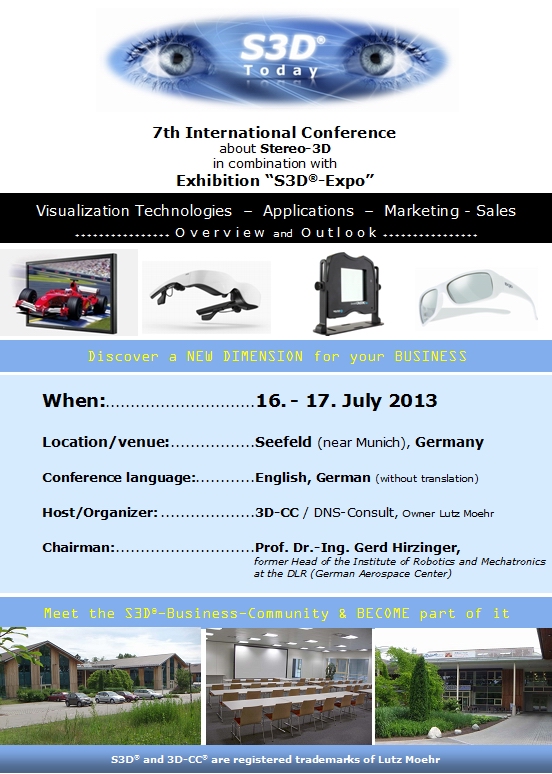 S3D®
Today
7th International Conference
about Stereo-3D
in combination with
Exhibition “S3D®-Expo”
Visualization Technologies – Applications – Marketing - Sales
Overview and Outlook
Discover a NEW DIMENSION for your BUSINESS
When:..............................16. - 17. July 2013
Location/venue:.................Seefeld (near Munich), Germany
Conference language:...........English, German (without translation)
Host/Organizer: ...................3D-CC / DNS-Consult, Owner Lutz Moehr
Chairman:............................Prof. Dr.-Ing. Gerd Hirzinger,
former Head of the Institute of Robotics and Mechatronics
at the DLR (German Aerospace Center)
Meet the S3D®-Business-Community & BECOME part of it
S3D® and 3D-CC® are registered trademarks of Lutz Moehr